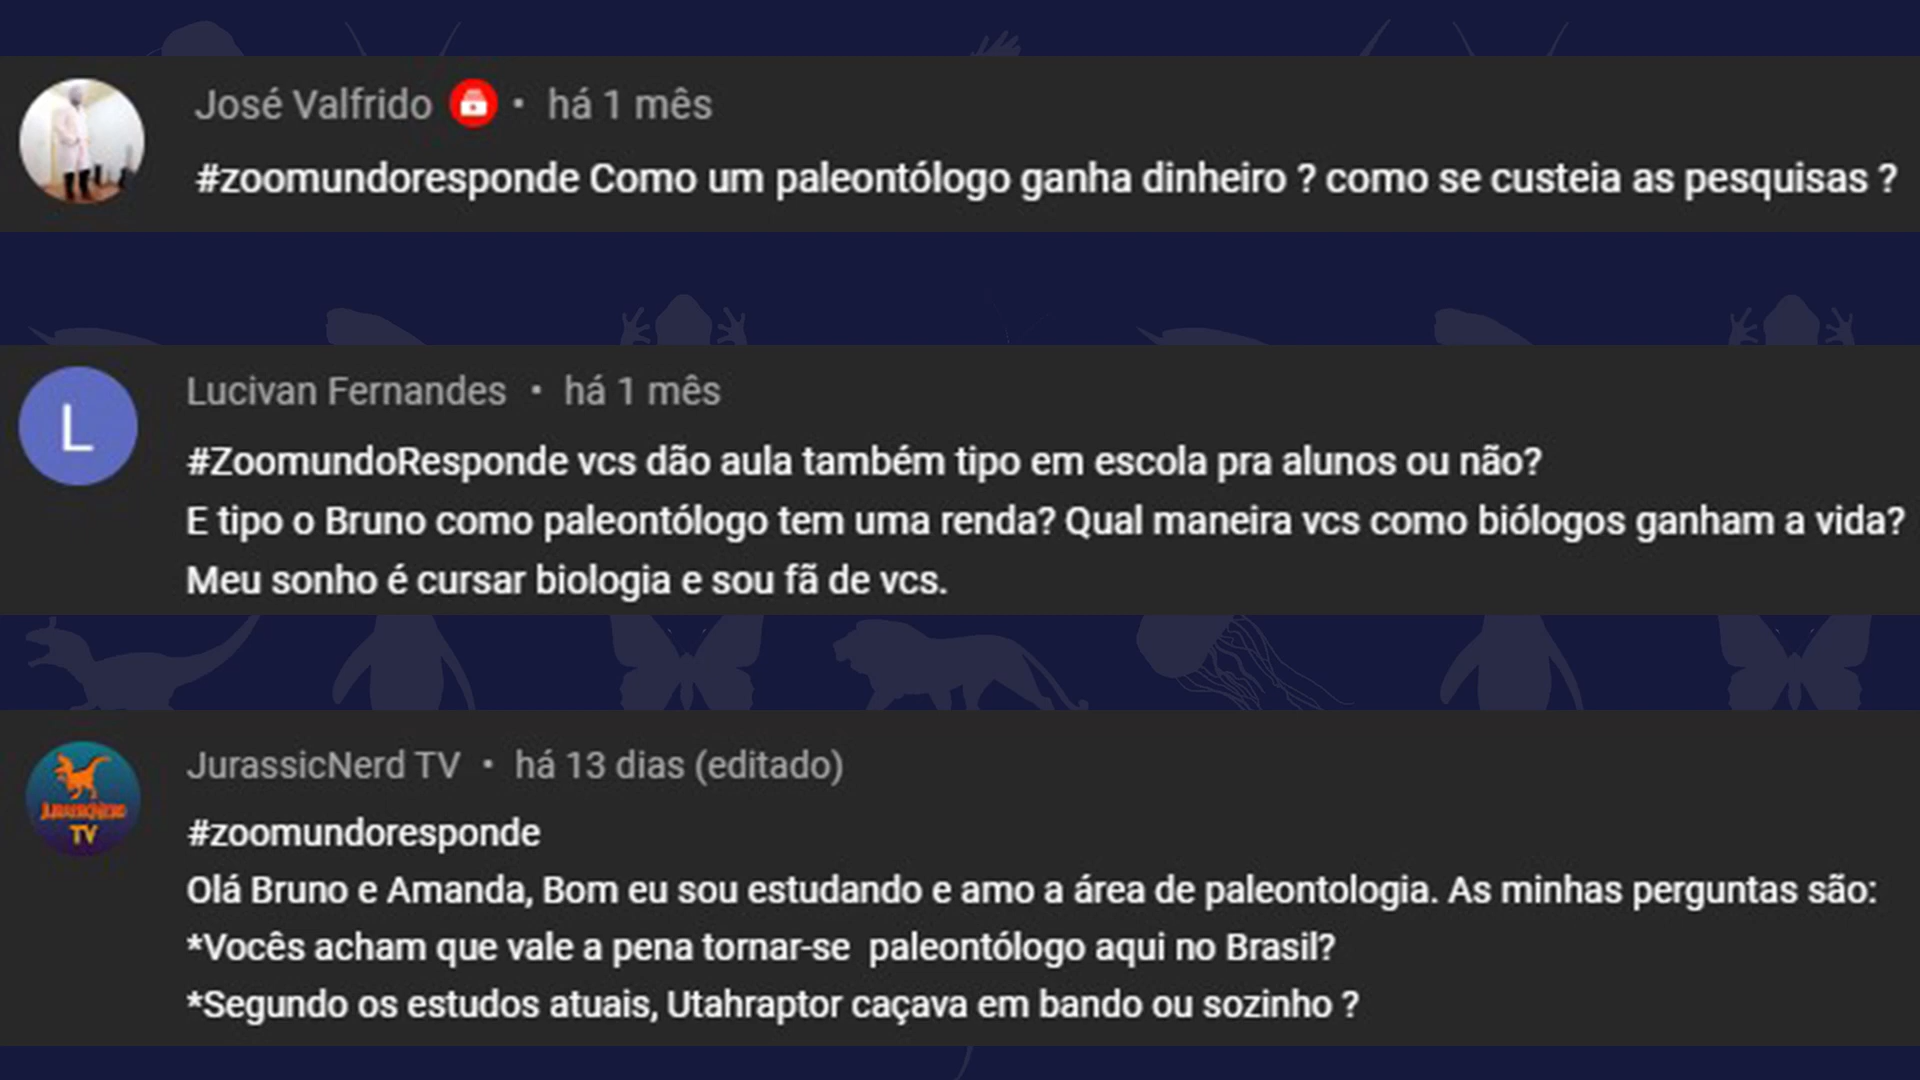 José Valfrido • há 1 mês
#zoomundoresponde Como um paleontólogo ganha dinheiro ? como se custeia as pesquisas ?
L
Lucivan Fernandes • há 1 mês
#ZoomundoResponde vcs dão aula também tipo em escola pra alunos ou não?
E tipo o Bruno como paleontólogo tem uma renda? Qual maneira vcs como biólogos ganham a vida?
Meu sonho é cursar biologia e sou fã de vcs.
JurassicNerd TV • há 13 dias (editado)
JURASSICNERD
TV
#zoomundoresponde
Olá Bruno e Amanda, Bom eu sou estudando e amo a área de paleontologia. As minhas perguntas são:
*Vocês acham que vale a pena tornar-se  paleontólogo aqui no Brasil?
*Segundo os estudos atuais, Utahraptor caçava em bando ou sozinho ?